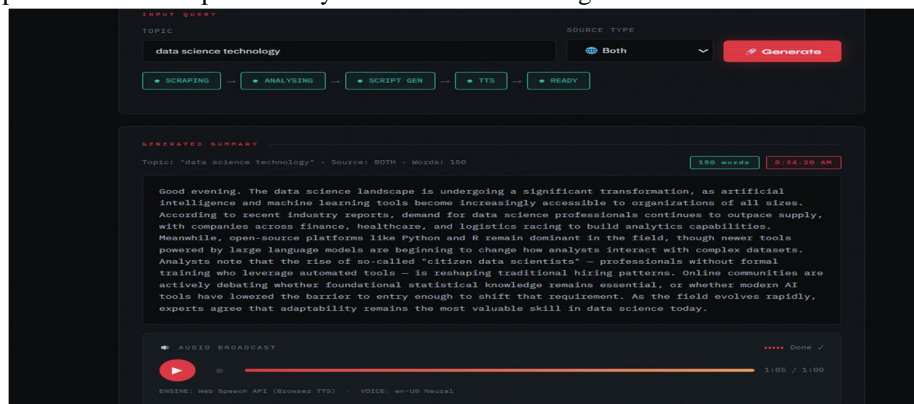 INPUT QUERY
TOPIC
SOURCE TYPE
data science technology
Both
Generate
SCRAPING → ANALYSING → SCRIPT GEN → TTS → READY
GENERATED SUMMARY
Topic: "data science technology" · Source: BOTH · Words: 150
150 words
6:34:20 AM
Good evening. The data science landscape is undergoing a significant transformation, as artificial
intelligence and machine learning tools become increasingly accessible to organizations of all sizes.
According to recent industry reports, demand for data science professionals continues to outpace supply,
with companies across finance, healthcare, and logistics racing to build analytics capabilities.
Meanwhile, open-source platforms like Python and R remain dominant in the field, though newer tools
powered by large language models are beginning to change how analysts interact with complex datasets.
Analysts note that the rise of so-called "citizen data scientists" — professionals without formal
training who leverage automated tools — is reshaping traditional hiring patterns. Online communities are
actively debating whether foundational statistical knowledge remains essential, or whether modern AI
tools have lowered the barrier to entry enough to shift that requirement. As the field evolves rapidly,
experts agree that adaptability remains the most valuable skill in data science today.
AUDIO BROADCAST
Done ✓
1:05 / 1:00
ENGINE: Web Speech API (Browser TTS) · VOICE: en-US Neural